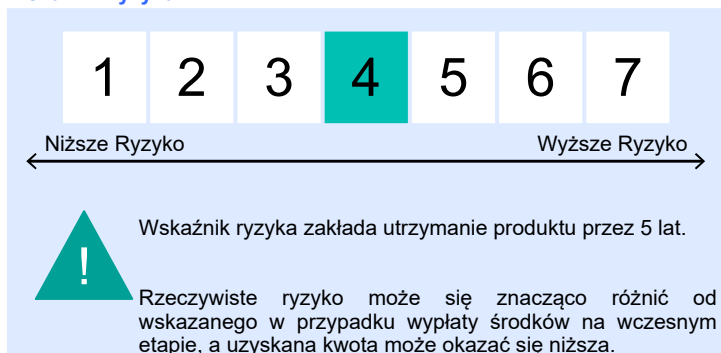 1 2 3 4 5 6 7
Niższe Ryzyko Wyższe Ryzyko
!
Wskaźnik ryzyka zakłada utrzymanie produktu przez 5 lat.
Rzeczywiste ryzyko może się znacząco różnić od
wskazanego w przypadku wypłaty środków na wczesnym
etapie, a uzyskana kwota może okazać się niższa.